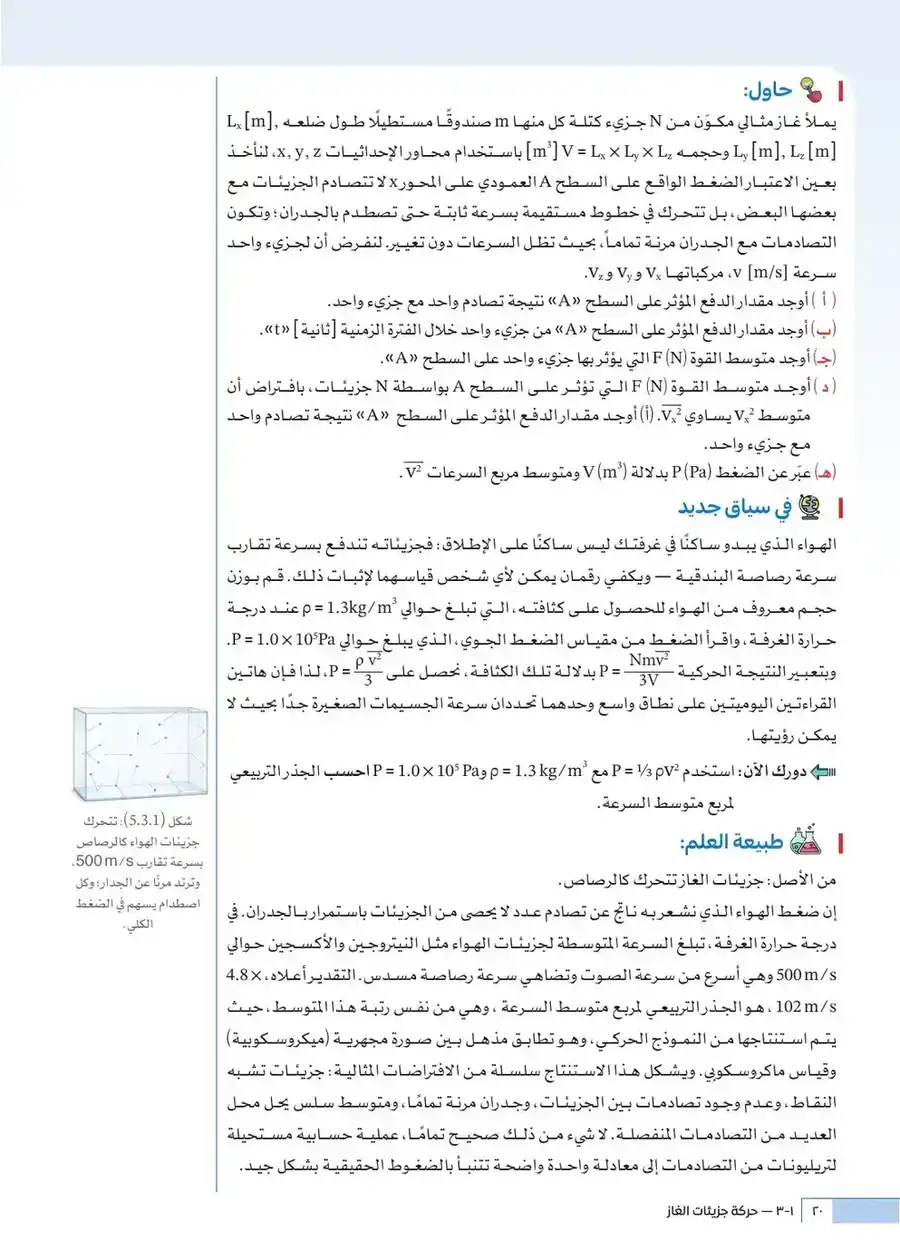 حاول:
يملأ غاز مثالي مكوّن من N جزيء كتلة كل منها m صندوقًا مستطيلًا طول ضلعه Lₓ [m],
Lᵧ [m], L_z [m] وحجمه V = Lₓ × Lᵧ × L_z [m³] باستخدام محاور الإحداثيات x, y, z، لنأخذ
بعين الاعتبار الضغط الواقع على السطح A العمودي على المحور x لا تتصادم الجزيئات مع
بعضها البعض، بل تتحرك في خطوط مستقيمة بسرعة ثابتة حتى تصطدم بالجدران؛ وتكون
التصادمات مع الجدران مرنة تماماً، بحيث تظل السرعات دون تغيير. لنفرض أن لجزيء واحد
سرعة v [m/s]، مركباتها vₓ و vᵧ و v_z.
(أ) أوجد مقدار الدفع المؤثر على السطح «A» نتيجة تصادم واحد مع جزيء واحد.
(ب) أوجد مقدار الدفع المؤثر على السطح «A» من جزيء واحد خلال الفترة الزمنية [ثانية] «t».
(جـ) أوجد متوسط القوة F (N) التي يؤثر بها جزيء واحد على السطح «A».
(د) أوجد متوسط القوة F (N) التي تؤثر على السطح A بواسطة N جزيئات، بافتراض أن
متوسط vₓ² يساوي v̅ₓ̅²̅. (أ) أوجد مقدار الدفع المؤثر على السطح «A» نتيجة تصادم واحد
مع جزيء واحد.
(هـ) عبّر عن الضغط P (Pa) بدلالة V (m³) ومتوسط مربع السرعات v̅²̅.
في سياق جديد
الهواء الذي يبدو ساكنًا في غرفتك ليس ساكنًا على الإطلاق: فجزيئاته تندفع بسرعة تقارب
سرعة رصاصة البندقية — ويكفي رقمان يمكن لأي شخص قياسهما لإثبات ذلك. قم بوزن
حجم معروف من الهواء للحصول على كثافته، التي تبلغ حوالي ρ = 1.3kg/m³ عند درجة
حرارة الغرفة، واقرأ الضغط من مقياس الضغط الجوي، الذي يبلغ حوالي P = 1.0 × 10⁵Pa.
وبتعبير النتيجة الحركية P = Nmv̅²̅/3V بدلالة تلك الكثافة، نحصل على P = ρ v̅²̅/3، لذا فإن هاتين
القراءتين اليوميتين على نطاق واسع وحدهما تحددان سرعة الجسيمات الصغيرة جدًا بحيث لا
يمكن رؤيتها.
دورك الآن: استخدم P = ⅓ ρv² مع ρ = 1.3 kg/m³ و P = 1.0 × 10⁵ Pa احسب الجذر التربيعي
لمربع متوسط السرعة.
شكل (5.3.1): تتحرك
جزيئات الهواء كالرصاص
بسرعة تقارب 500 m/s،
وترتد مرنًا عن الجدار؛ وكل
اصطدام يسهم في الضغط
الكلي.
طبيعة العلم:
من الأصل: جزيئات الغاز تتحرك كالرصاص.
إن ضغط الهواء الذي نشعر به ناتج عن تصادم عدد لا يحصى من الجزيئات باستمرار بالجدران. في
درجة حرارة الغرفة، تبلغ السرعة المتوسطة لجزيئات الهواء مثل النيتروجين والأكسجين حوالي
500 m/s وهي أسرع من سرعة الصوت وتضاهي سرعة رصاصة مسدس. التقدير أعلاه، 4.8 ×
102 m/s ، هو الجذر التربيعي لمربع متوسط السرعة ، وهي من نفس رتبة هذا المتوسط، حيث
يتم استنتاجها من النموذج الحركي، وهو تطابق مذهل بين صورة مجهرية (ميكروسكوبية)
وقياس ماكروسكوبي. ويشكل هذا الاستنتاج سلسلة من الافتراضات المثالية: جزيئات تشبه
النقاط، وعدم وجود تصادمات بين الجزيئات، وجدران مرنة تمامًا، ومتوسط سلس يحل محل
العديد من التصادمات المنفصلة. لا شيء من ذلك صحيح تمامًا، عملية حسابية مستحيلة
لتريليونات من التصادمات إلى معادلة واحدة واضحة تتنبأ بالضغوط الحقيقية بشكل جيد.
٢٠ ٣-١ — حركة جزيئات الغاز